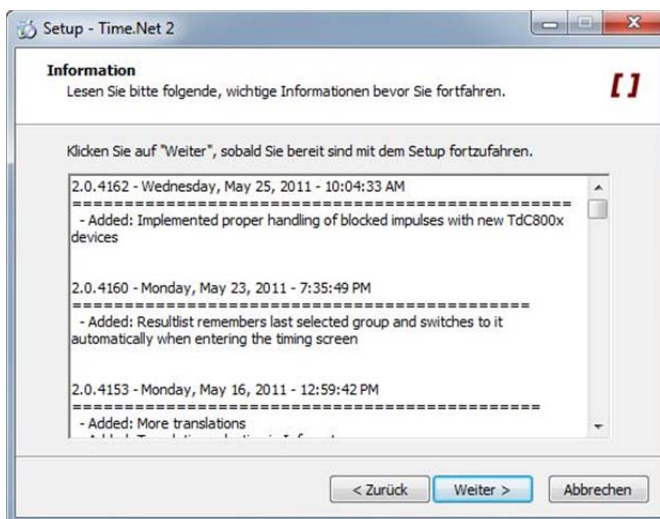 Setup - Time.Net 2
Information
Lesen Sie bitte folgende, wichtige Informationen bevor Sie fortfahren.
[ ]
Klicken Sie auf "Weiter", sobald Sie bereit sind mit dem Setup fortzufahren.
2.0.4162 - Wednesday, May 25, 2011 - 10:04:33 AM
================================================
- Added: Implemented proper handling of blocked impulses with new TdC800x
devices
2.0.4160 - Monday, May 23, 2011 - 7:35:49 PM
============================================
- Added: Resultlist remembers last selected group and switches to it
automatically when entering the timing screen
2.0.4153 - Monday, May 16, 2011 - 12:59:42 PM
=============================================
- Added: More translations
< Zurück
Weiter >
Abbrechen